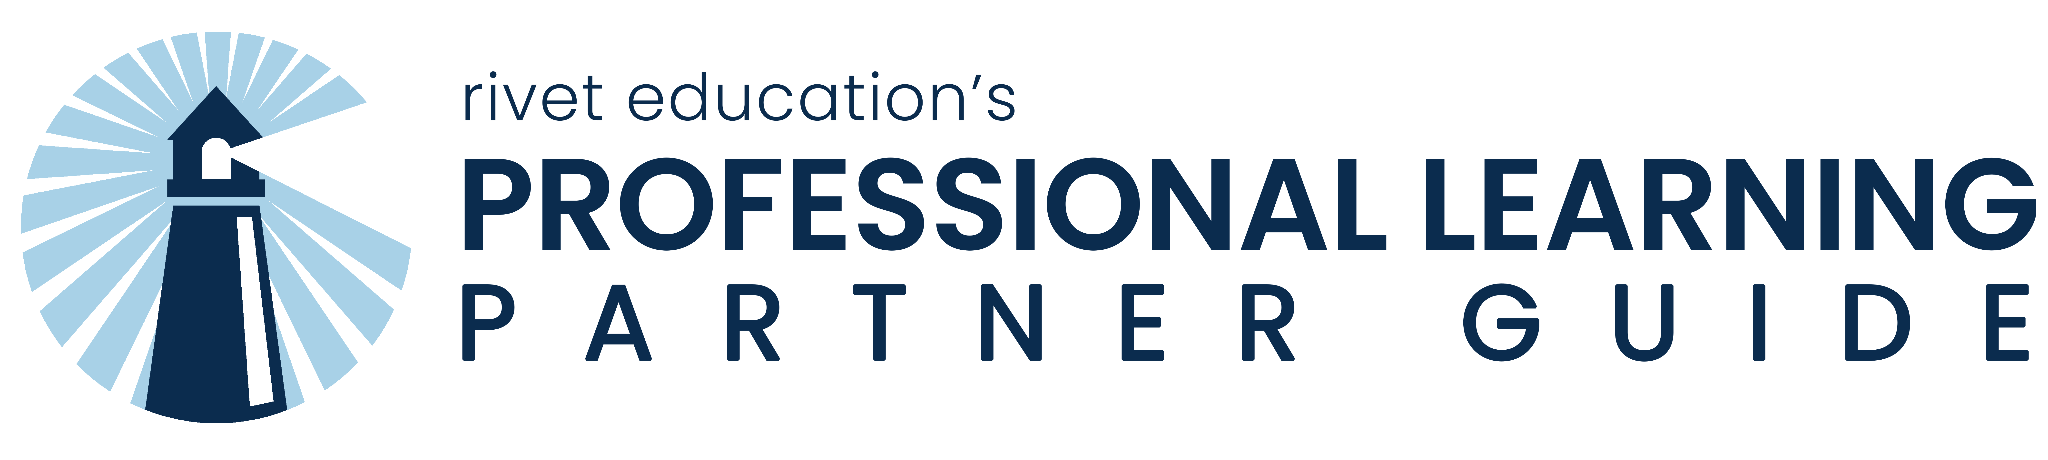 rivet education’s
PROFESSIONAL LEARNING
PARTNER GUIDE